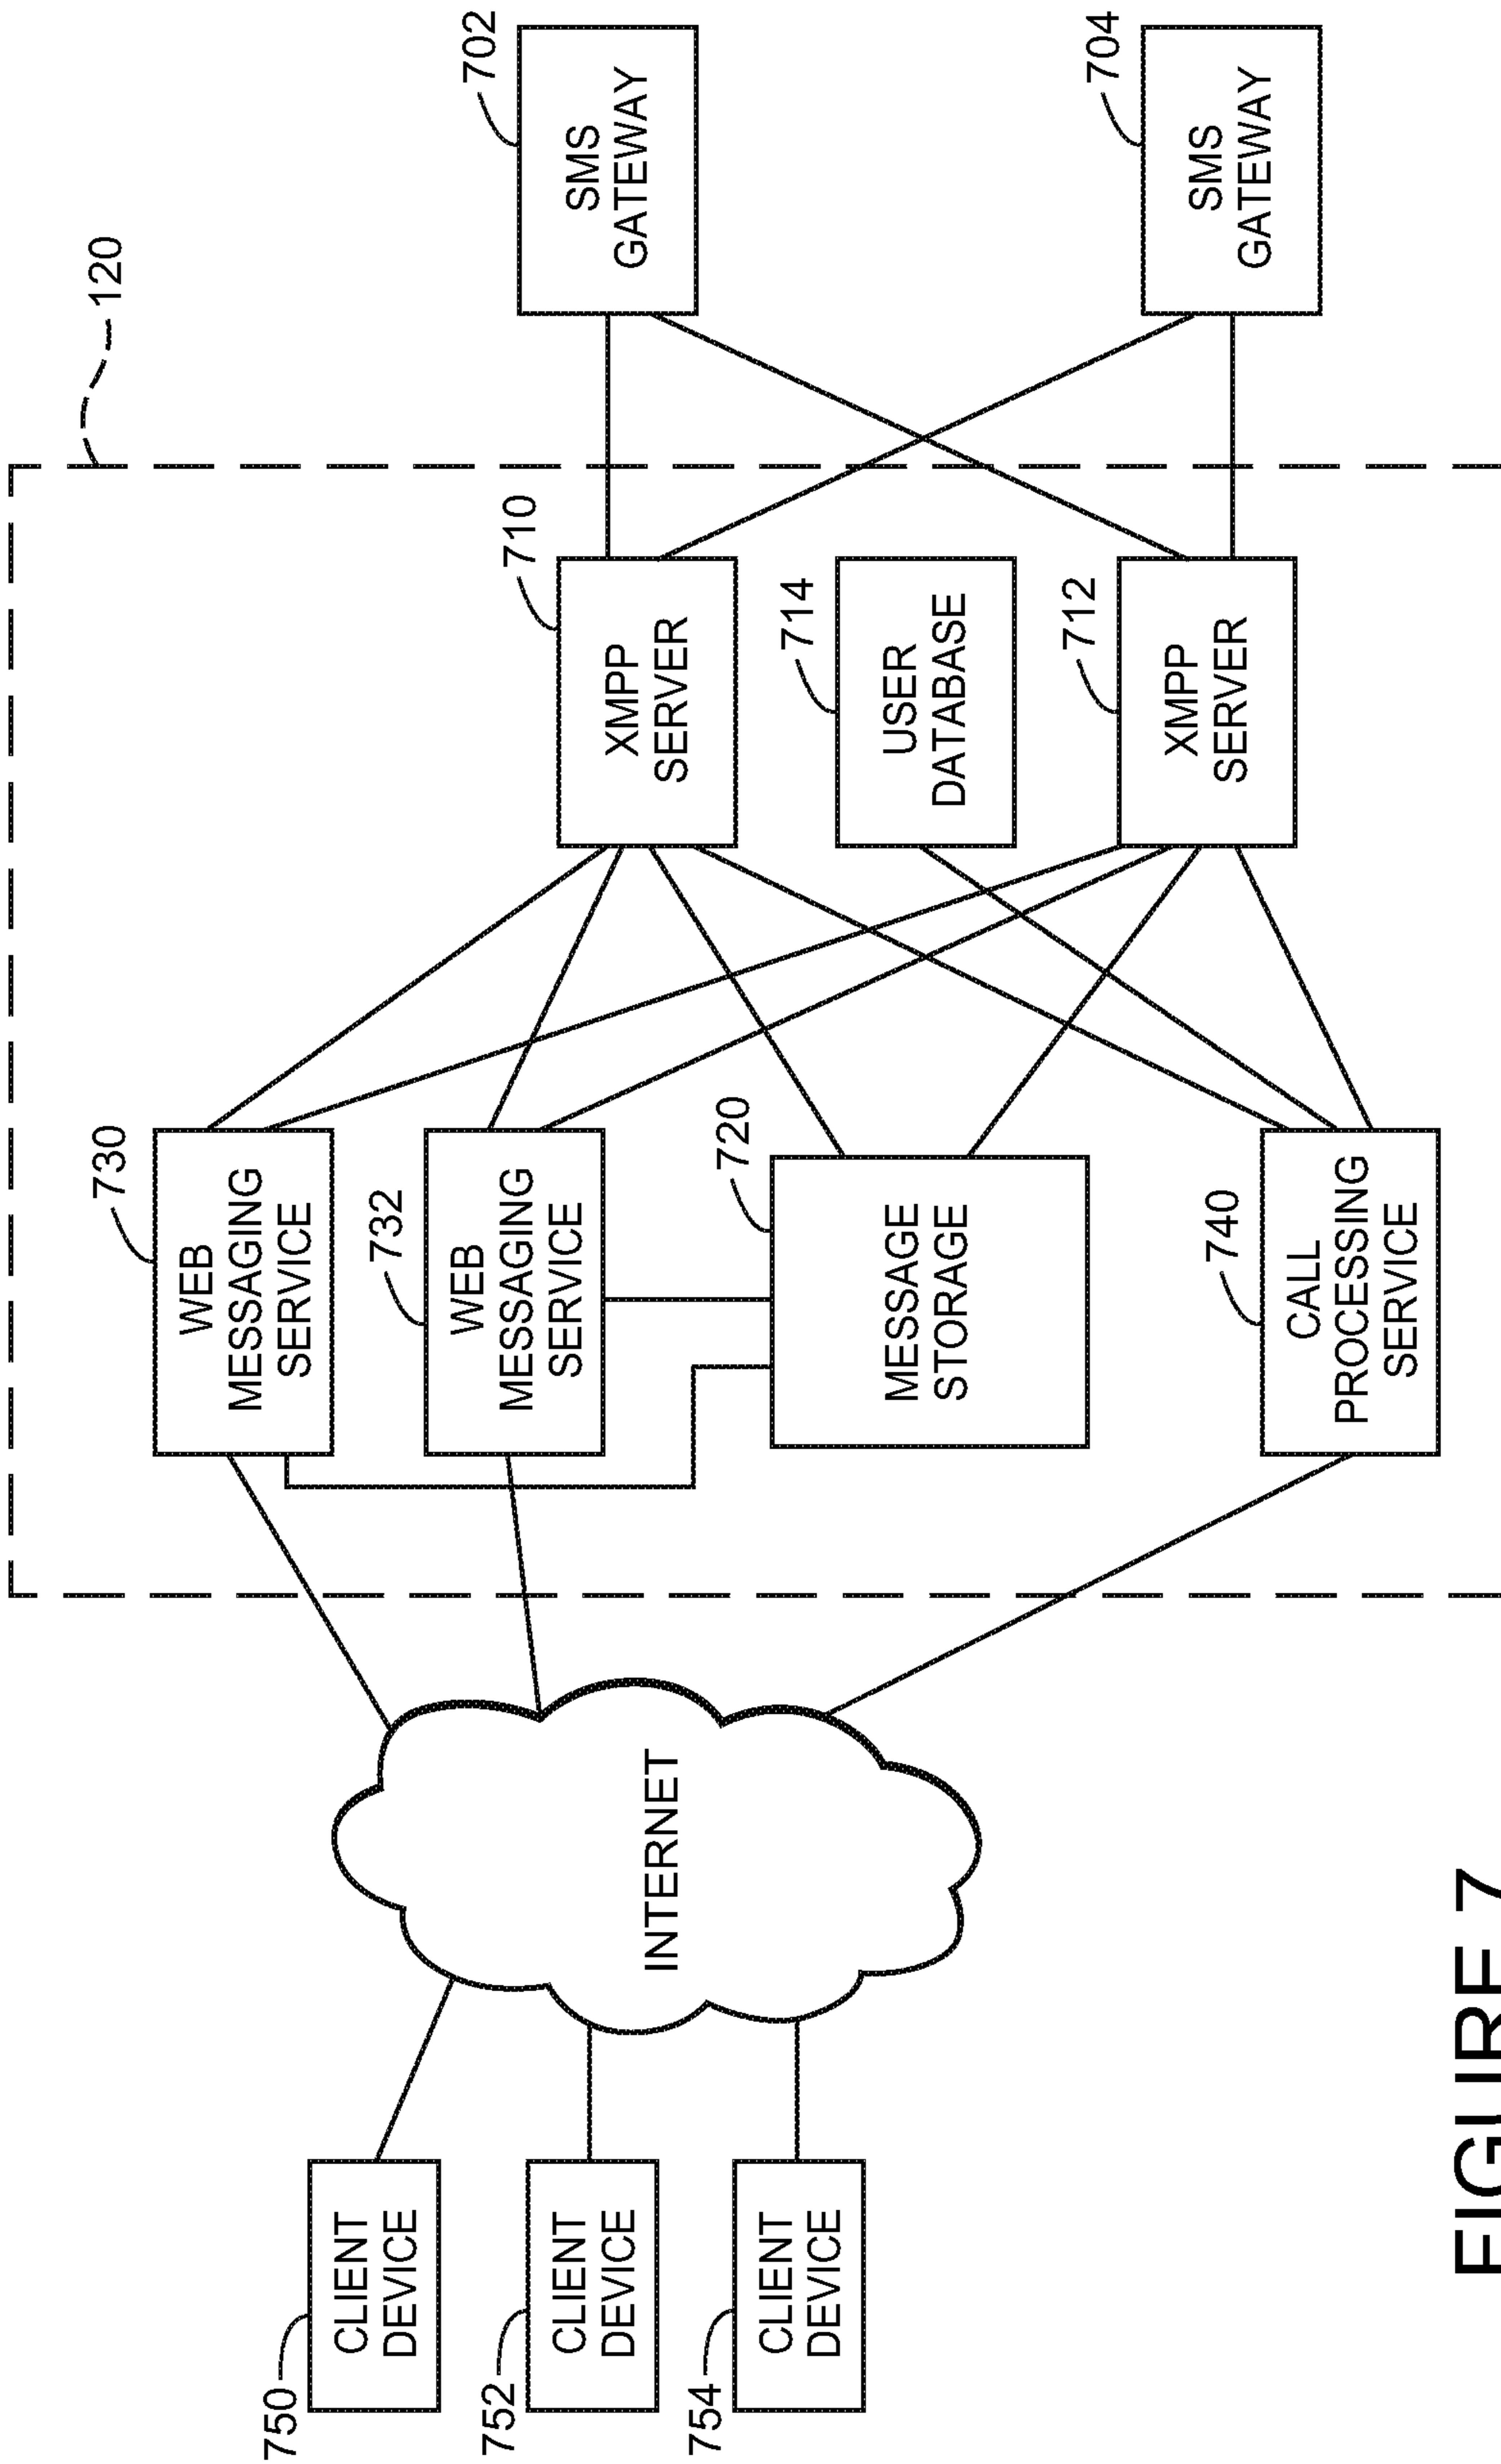 120
750
CLIENT
DEVICE
752
CLIENT
DEVICE
754
CLIENT
DEVICE
INTERNET
730
WEB
MESSAGING
SERVICE
732
WEB
MESSAGING
SERVICE
720
MESSAGE
STORAGE
740
CALL
PROCESSING
SERVICE
710
XMPP
SERVER
714
USER
DATABASE
712
XMPP
SERVER
702
SMS
GATEWAY
704
SMS
GATEWAY
FIGURE 7